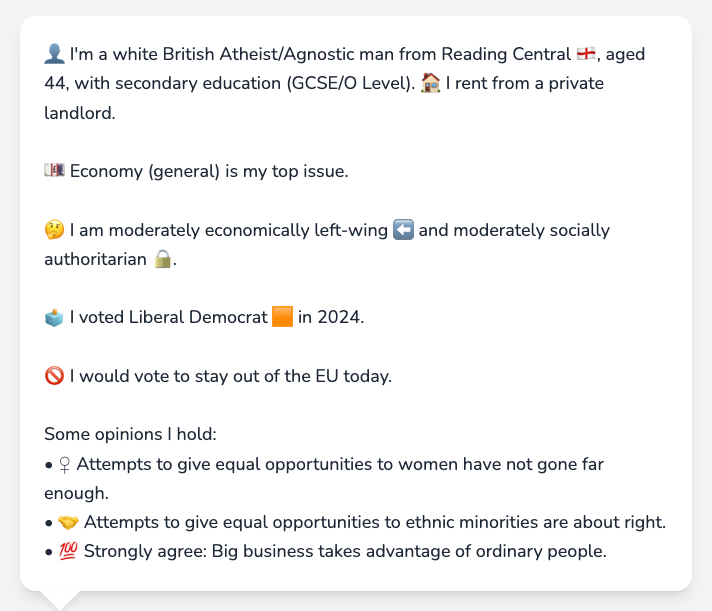 👤 I'm a white British Atheist/Agnostic man from Reading Central 🏴󠁧󠁢󠁥󠁮󠁧󠁿, aged
44, with secondary education (GCSE/O Level). 🏠 I rent from a private
landlord.
💷 Economy (general) is my top issue.
🤔 I am moderately economically left-wing ⬅️ and moderately socially
authoritarian 🔒.
🗳️ I voted Liberal Democrat 🟧 in 2024.
🚫 I would vote to stay out of the EU today.
Some opinions I hold:
• ♀ Attempts to give equal opportunities to women have not gone far
enough.
• 🤝 Attempts to give equal opportunities to ethnic minorities are about right.
• 💯 Strongly agree: Big business takes advantage of ordinary people.